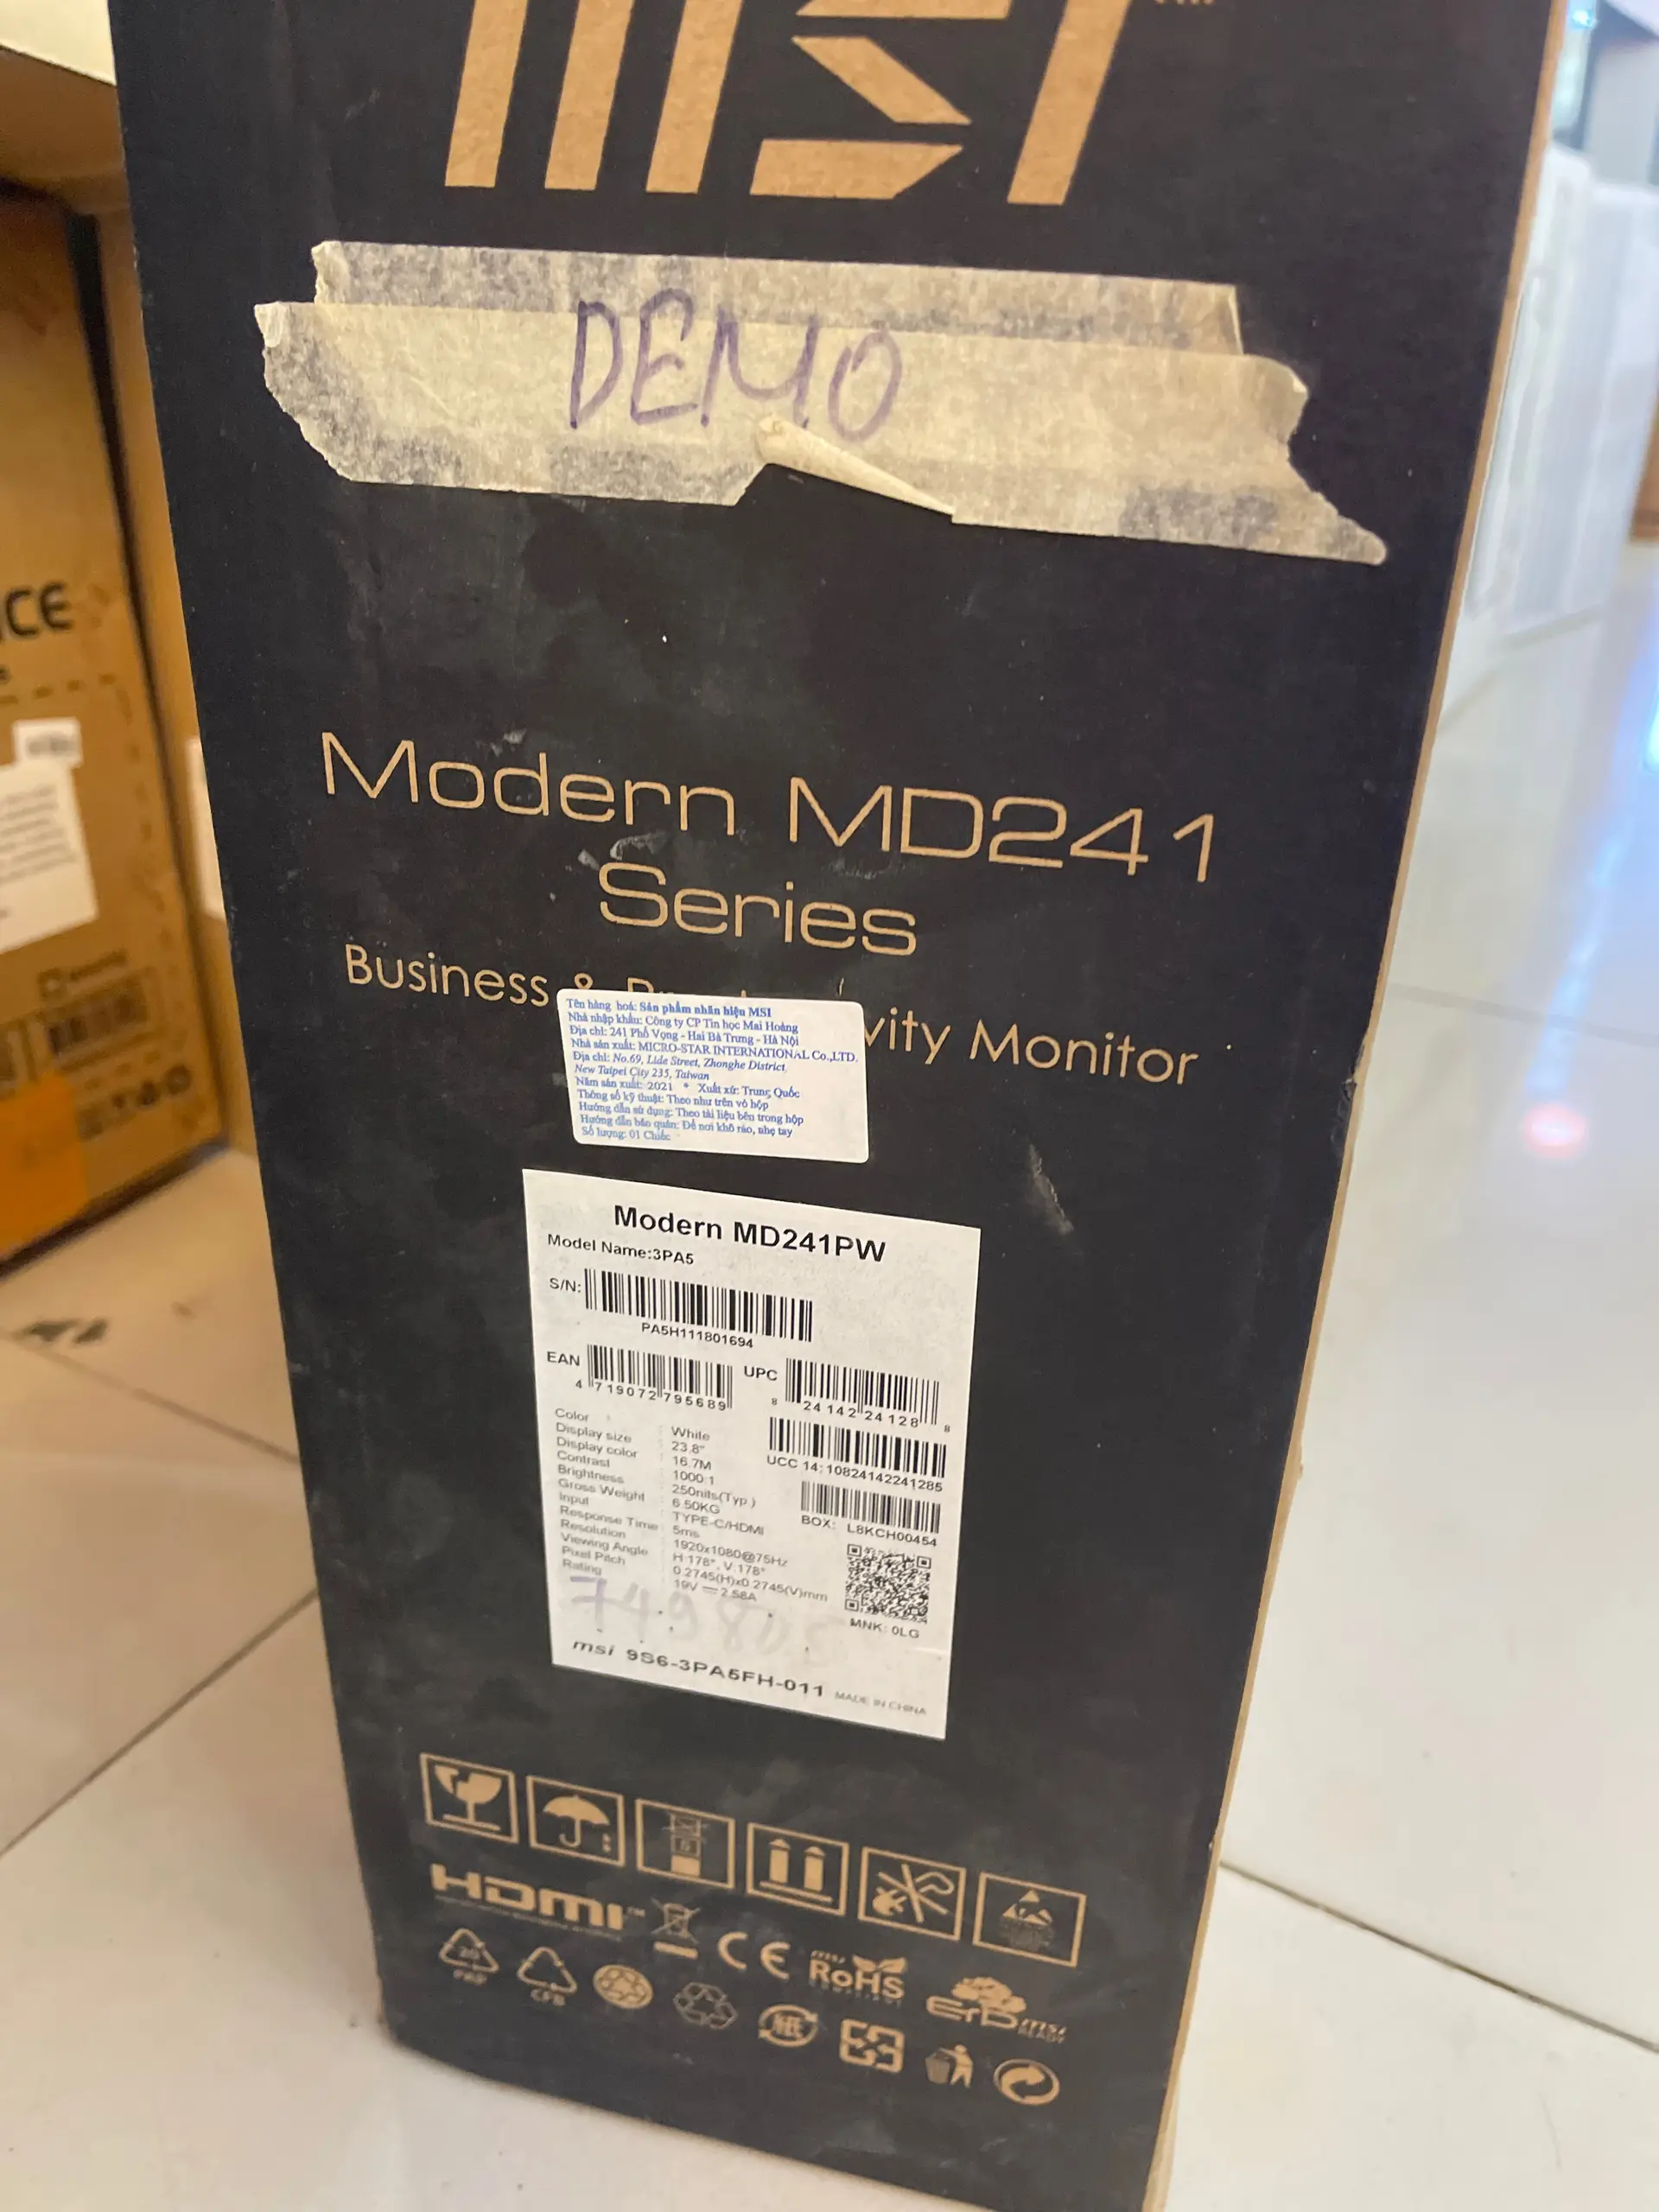 msi
DEMO
Modern MD241
Series
Business & vity Monitor
Tên hàng hoá: Sản phẩm nhãn hiệu MSI
Nhà nhập khẩu: Công ty CP Tin học Mai Hoàng
Địa chỉ: 241 Phố Vọng - Hai Bà Trưng - Hà Nội
Nhà sản xuất: MICRO-STAR INTERNATIONAL Co.,LTD.
Địa chỉ: No.69, Lide Street, Zhonghe District,
New Taipei City 235, Taiwan
Năm sản xuất: 2021 * Xuất xứ: Trung Quốc
Thông số kỹ thuật: Theo như trên vỏ hộp
Hướng dẫn sử dụng: Theo tài liệu bên trong hộp
Hướng dẫn bảo quản: Để nơi khô ráo, nhẹ tay
Số lượng: 01 Chiếc
Modern MD241PW
Model Name:3PA5
S/N:
PA5H111801694
EAN 4 719072 795689
UPC 8 24142 24128 8
UCC 14: 10824142241285
BOX: L8KCH00454
Color : White
Display size : 23.8"
Display color : 16.7M
Contrast : 1000:1
Brightness : 250nits(Typ.)
Gross Weight : 6.50KG
Input : TYPE-C/HDMI
Response Time : 5ms
Resolution : 1920x1080@75Hz
Viewing Angle : H:178°, V:178°
Pixel Pitch : 0.2745(H)x0.2745(V)mm
Rating : 19V 2.58A
MNK: 0LG
msi 9S6-3PA5FH-011 MADE IN CHINA
HDMI™
CE
msi RoHS
ErP msi
READY
20
PAP
CFB
紙
CE